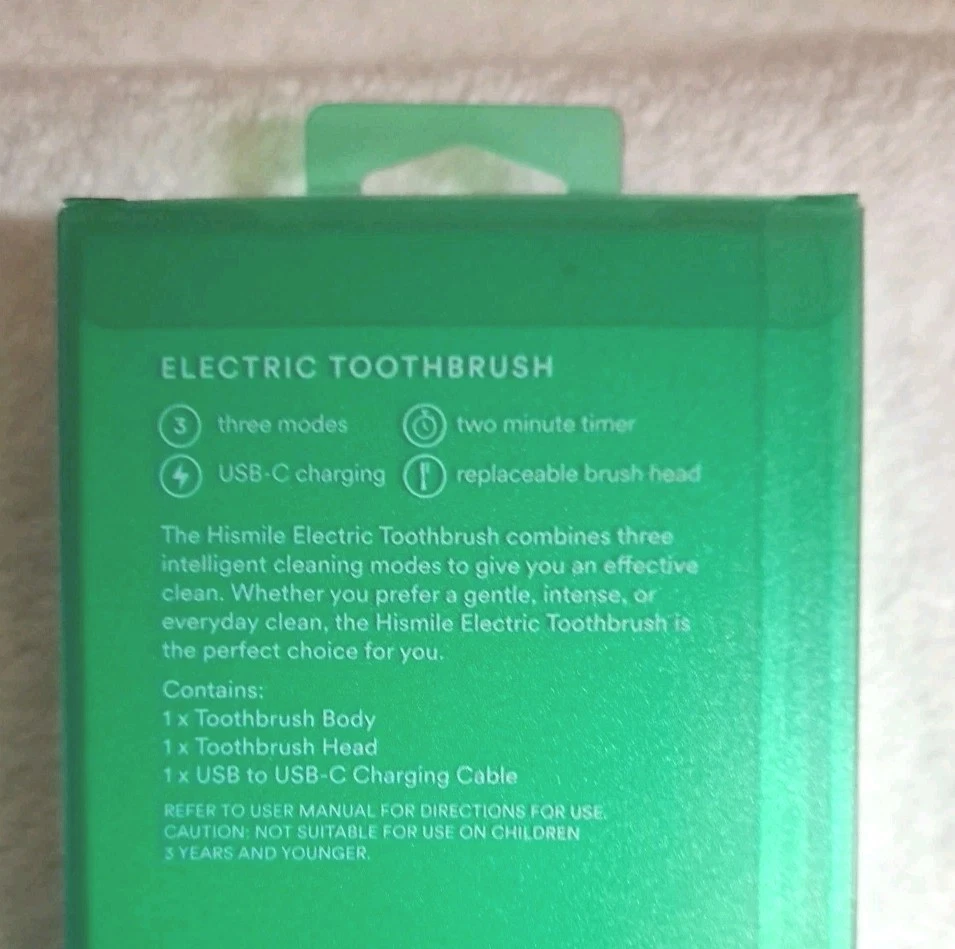 ELECTRIC TOOTHBRUSH
3 three modes two minute timer
USB-C charging replaceable brush head
The Hismile Electric Toothbrush combines three
intelligent cleaning modes to give you an effective
clean. Whether you prefer a gentle, intense, or
everyday clean, the Hismile Electric Toothbrush is
the perfect choice for you.
Contains:
1 x Toothbrush Body
1 x Toothbrush Head
1 x USB to USB-C Charging Cable
REFER TO USER MANUAL FOR DIRECTIONS FOR USE.
CAUTION: NOT SUITABLE FOR USE ON CHILDREN
3 YEARS AND YOUNGER.